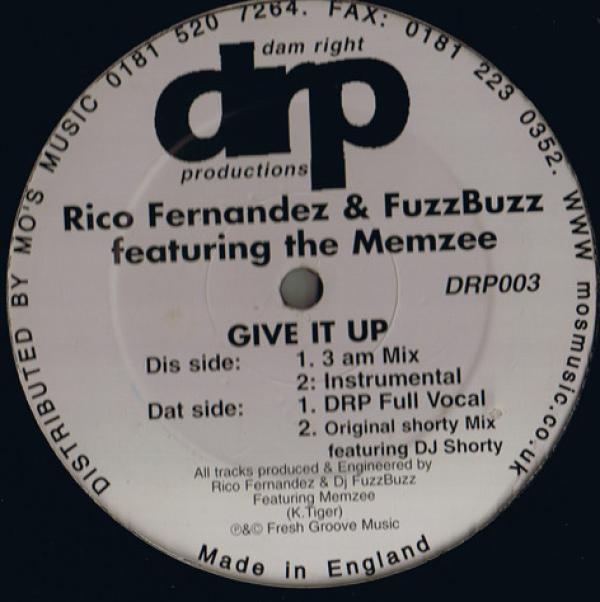 DISTRIBUTED BY MO'S MUSIC 0181 520 7264. FAX: 0181 223 0352. WWW mosmusic.co.uk
dam right
drp
productions
Rico Fernandez & FuzzBuzz
featuring the Memzee
DRP003
GIVE IT UP
Dis side: 1. 3 am Mix
2: Instrumental
Dat side: 1. DRP Full Vocal
2. Original shorty Mix
featuring DJ Shorty
All tracks produced & Engineered by
Rico Fernandez & Dj FuzzBuzz
Featuring Memzee
(K.Tiger)
℗&© Fresh Groove Music
Made in England